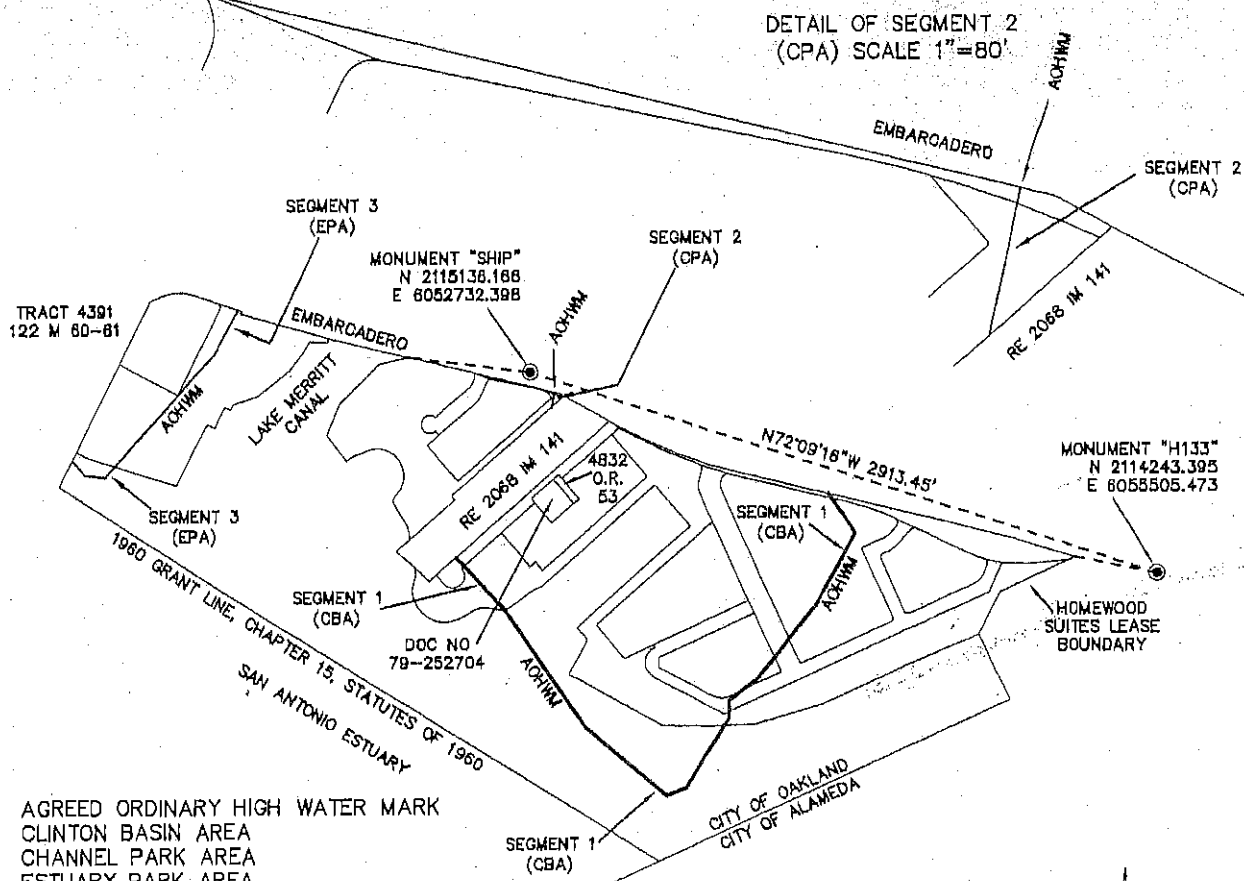 DETAIL OF SEGMENT 2
(CPA) SCALE 1"=80'
AOHWM
EMBARCADERO
SEGMENT 2
(CPA)
RE 2068 IM 141
SEGMENT 3
(EPA)
MONUMENT "SHIP"
N 2115136.166
E 6052732.398
SEGMENT 2
(CPA)
TRACT 4391
122 M 60-61
EMBARCADERO
AOHWM
AOHWM
LAKE MERRITT
CANAL
N72°09'16"W 2913.45'
MONUMENT "H133"
N 2114243.395
E 6055505.473
RE 2068 IM 141
4832
O.R.
53
SEGMENT 1
(CBA)
SEGMENT 3
(EPA)
AOHWM
1960 GRANT LINE, CHAPTER 15, STATUTES OF 1960
SEGMENT 1
(CBA)
DOC NO
79-252704
HOMEWOOD
SUITES LEASE
BOUNDARY
AOHWM
SAN ANTONIO ESTUARY
CITY OF OAKLAND
CITY OF ALAMEDA
SEGMENT 1
(CBA)
AGREED ORDINARY HIGH WATER MARK
CLINTON BASIN AREA
CHANNEL PARK AREA
ESTUARY PARK AREA